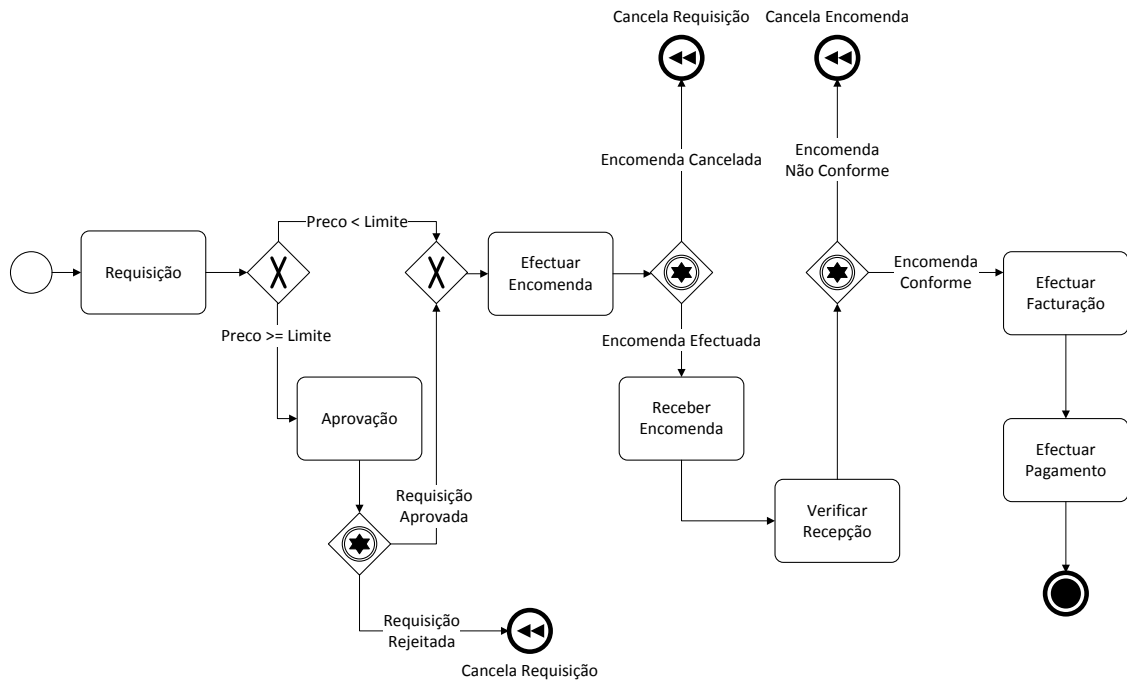 Cancela Requisição
Cancela Encomenda
Encomenda Cancelada
Encomenda
Não Conforme
Preco < Limite
Requisição
Efectuar
Encomenda
Encomenda
Conforme
Efectuar
Facturação
Preco >= Limite
Encomenda Efectuada
Aprovação
Receber
Encomenda
Efectuar
Pagamento
Requisição
Aprovada
Verificar
Recepção
Requisição
Rejeitada
Cancela Requisição